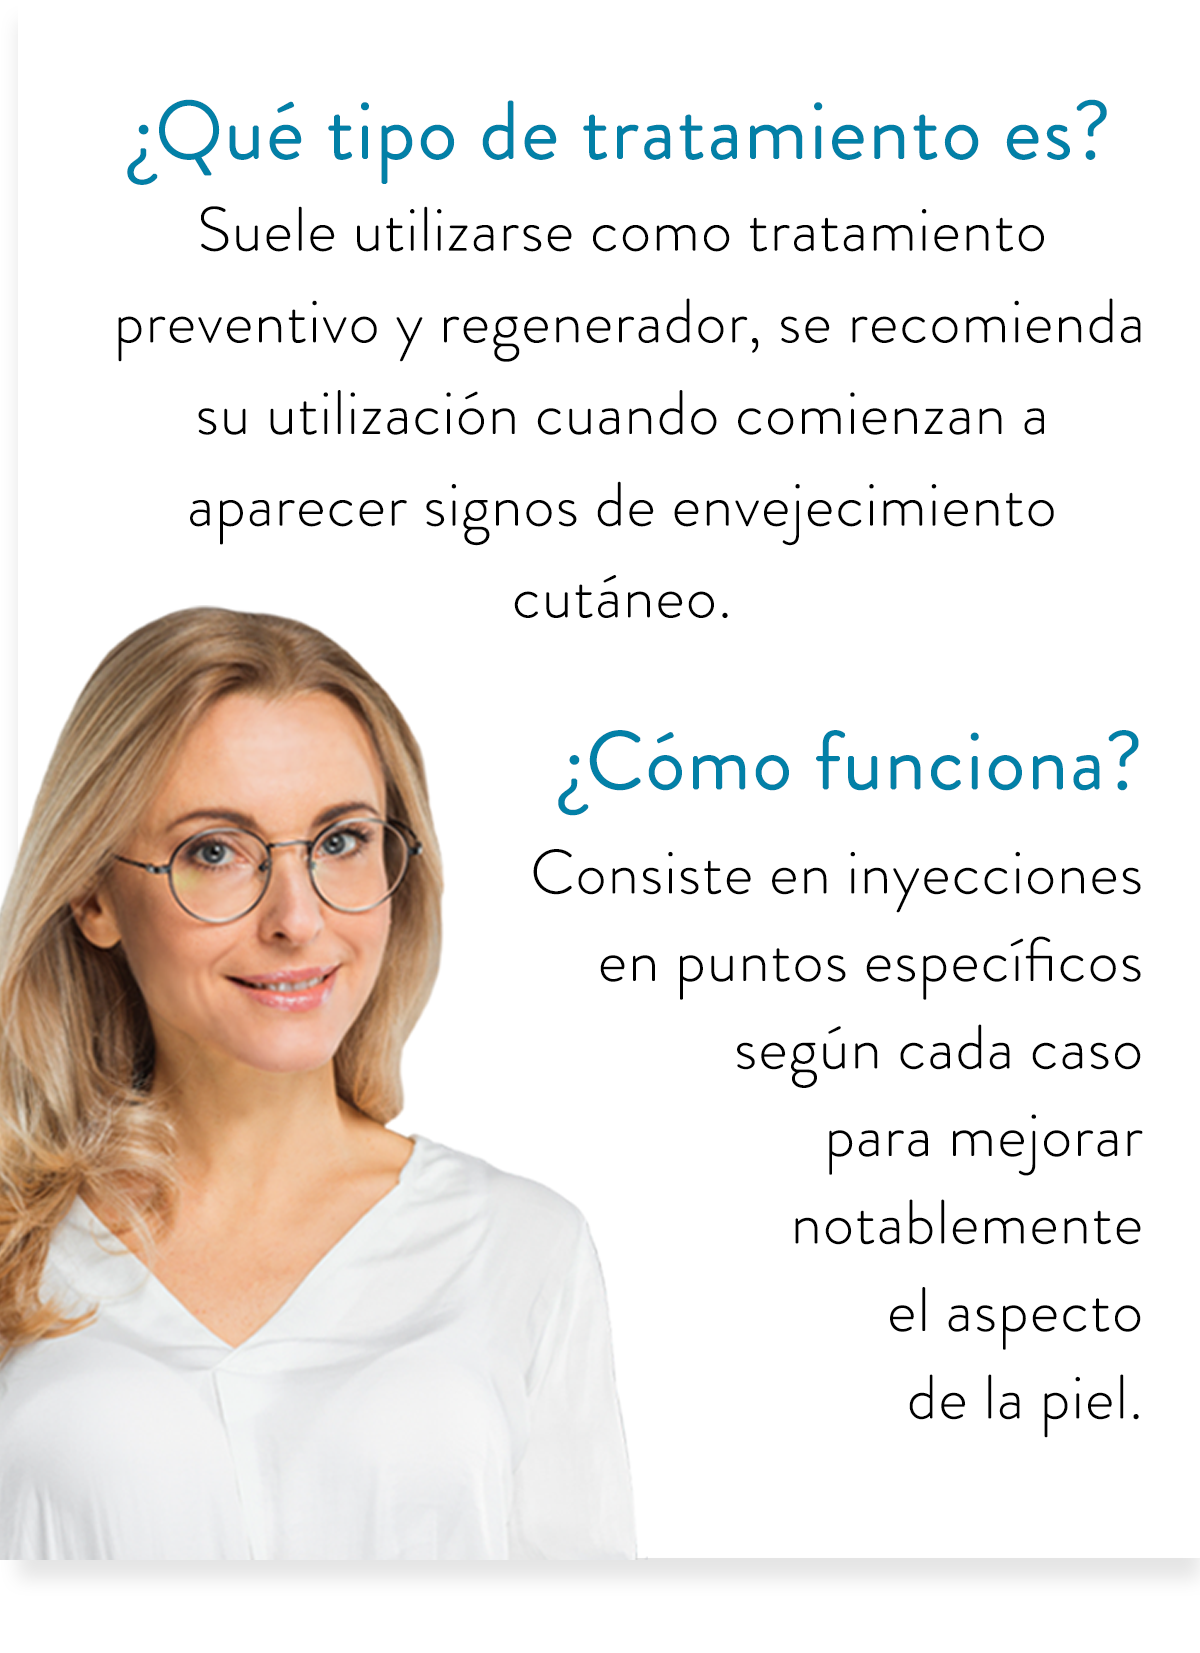 ¿Qué tipo de tratamiento es?
Suele utilizarse como tratamiento
preventivo y regenerador, se recomienda
su utilización cuando comienzan a
aparecer signos de envejecimiento
cutáneo.
¿Cómo funciona?
Consiste en inyecciones
en puntos específicos
según cada caso
para mejorar
notablemente
el aspecto
de la piel.